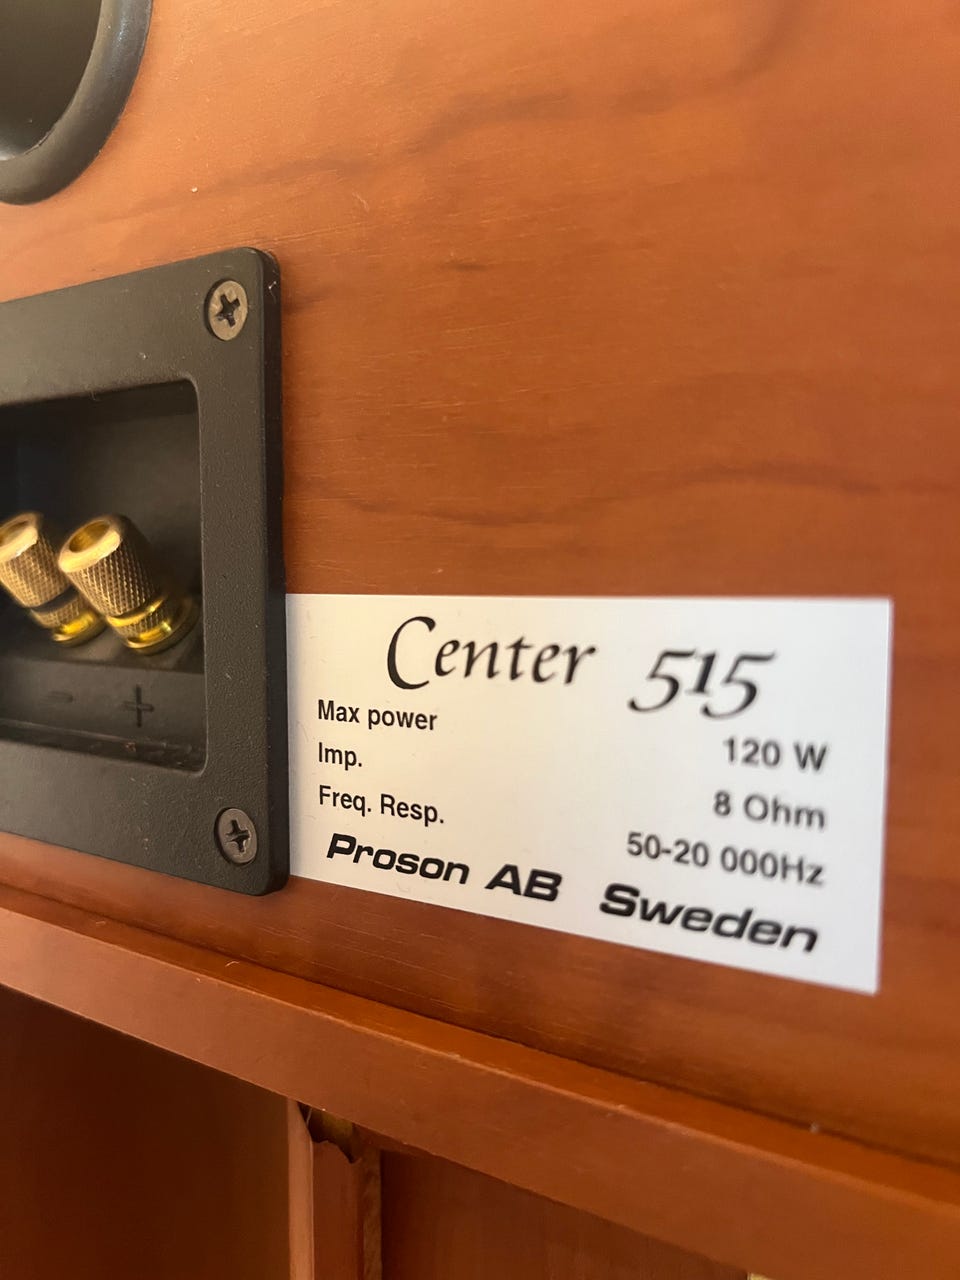 - +
Center 515
Max power 120 W
Imp. 8 Ohm
Freq. Resp. 50-20 000Hz
Proson AB Sweden